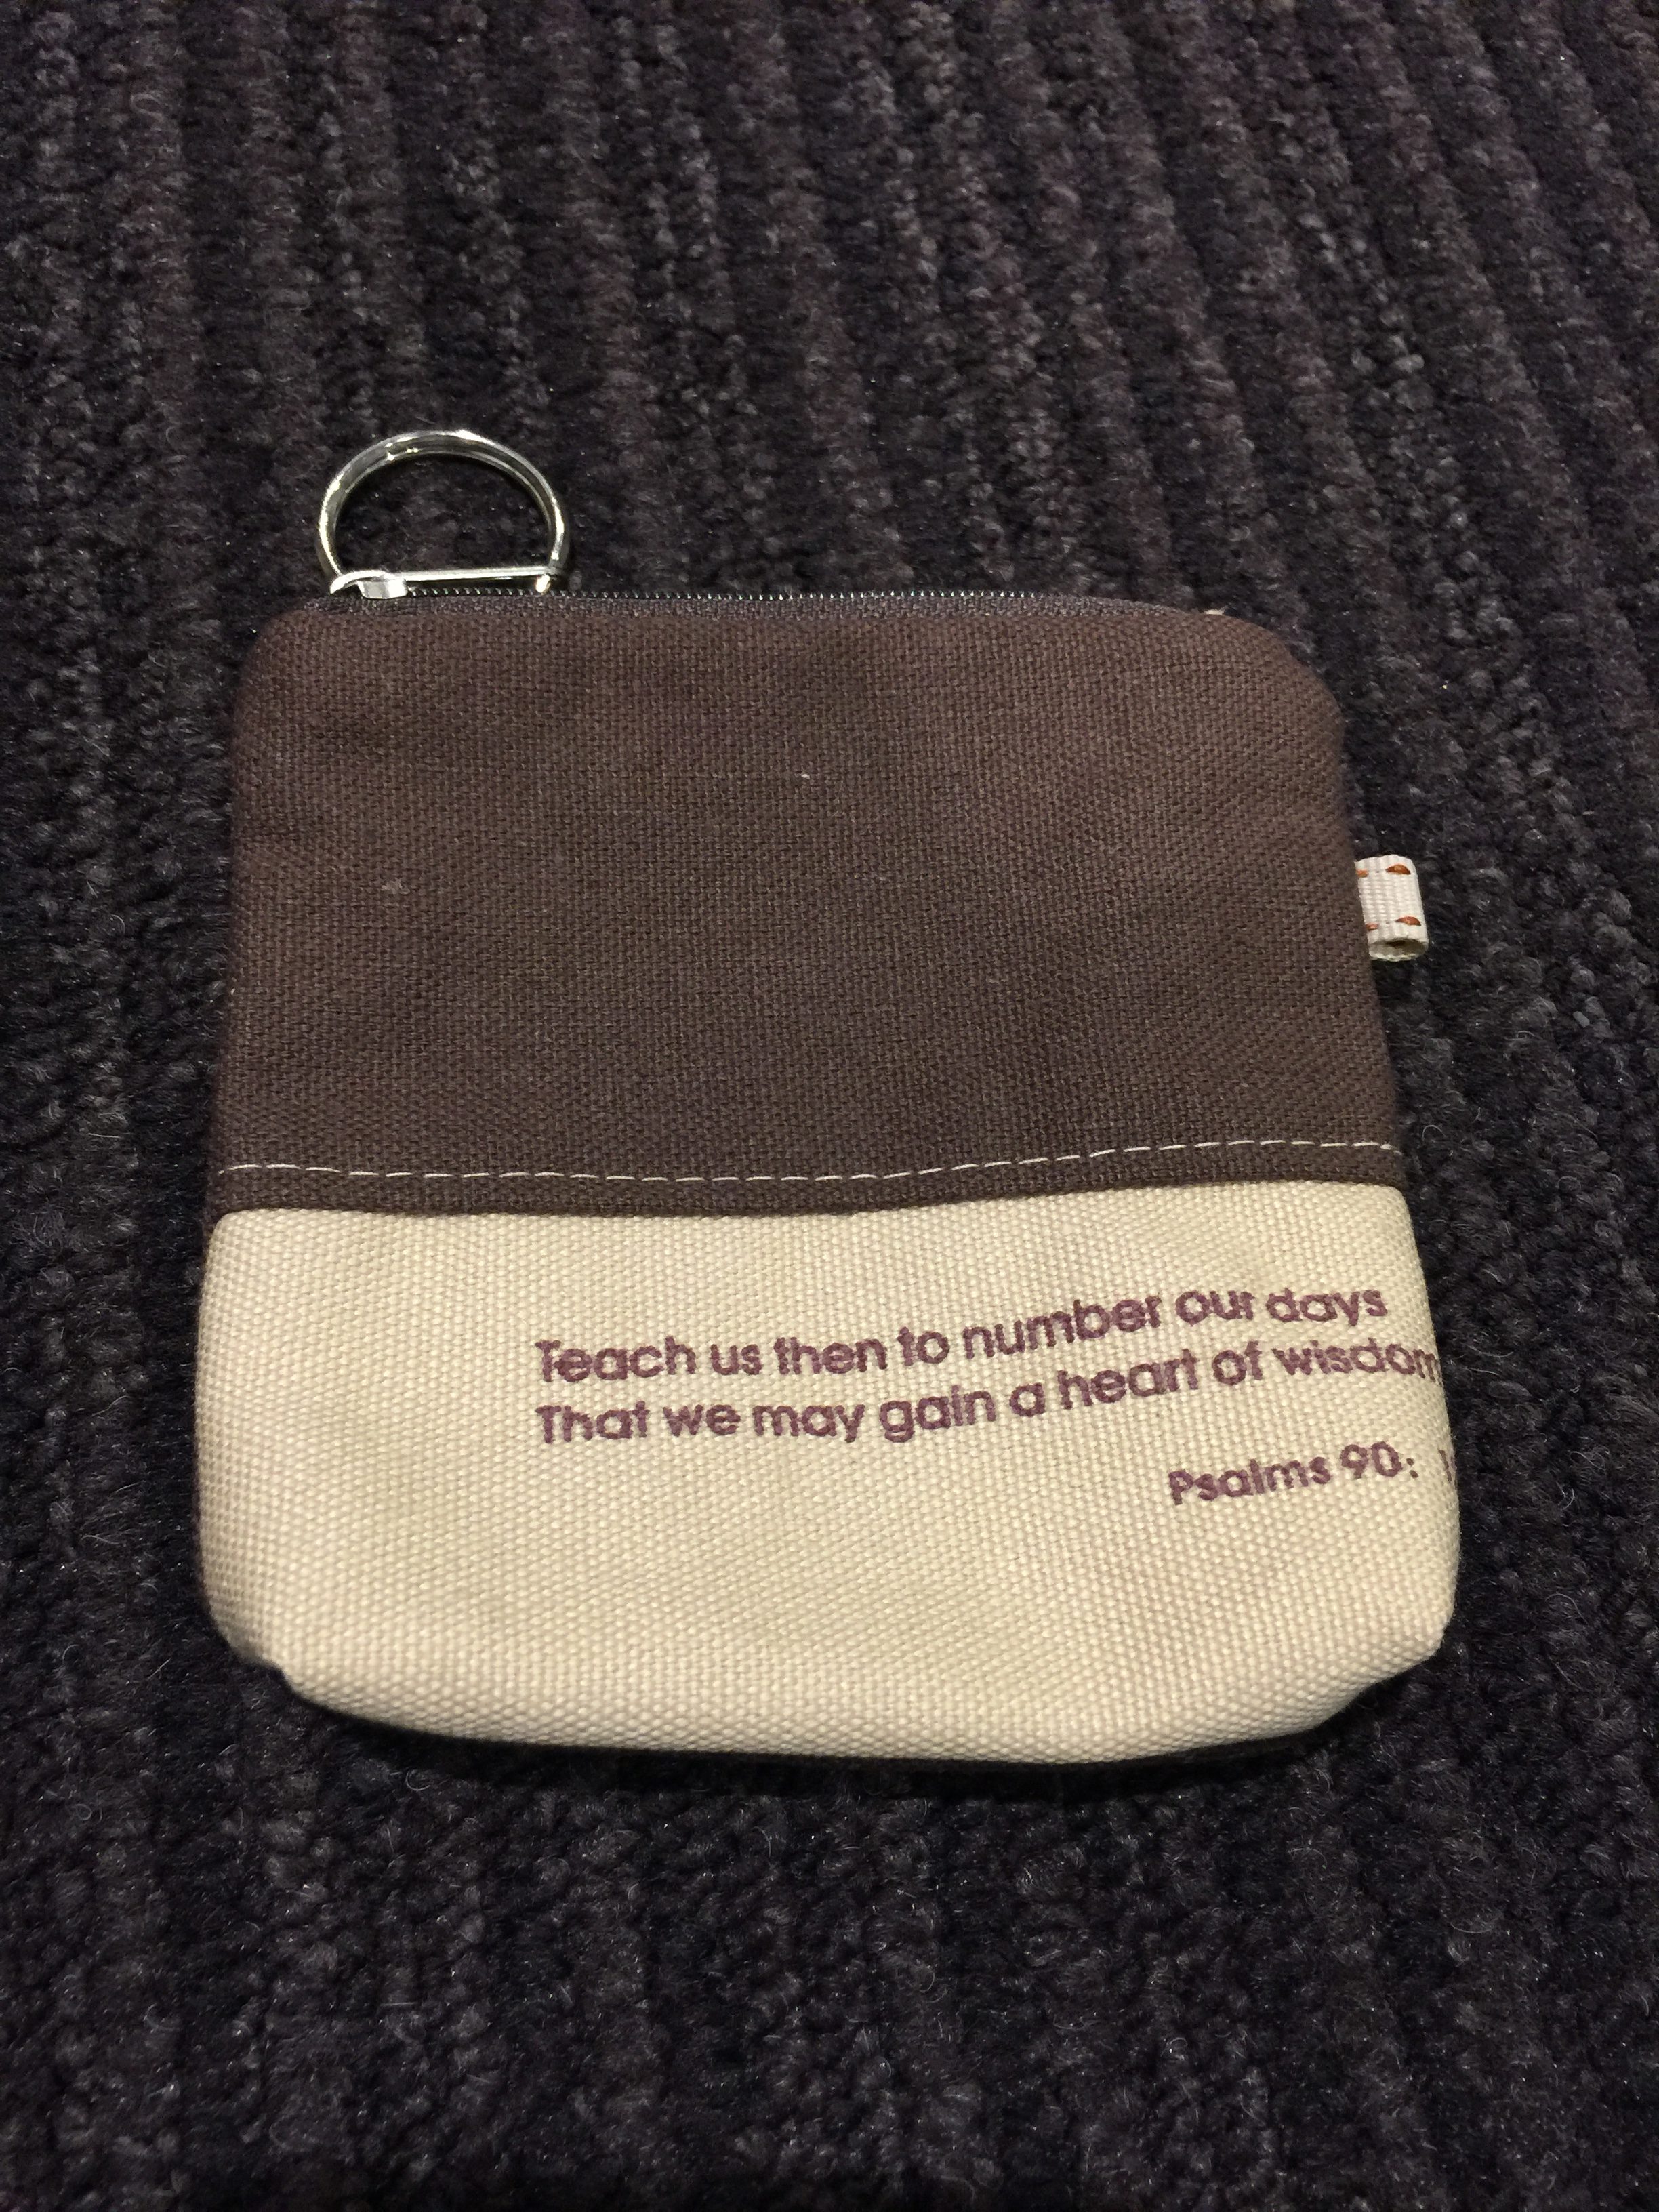 Teach us then to number our days
That we may gain a heart of wisdom
Psalms 90: